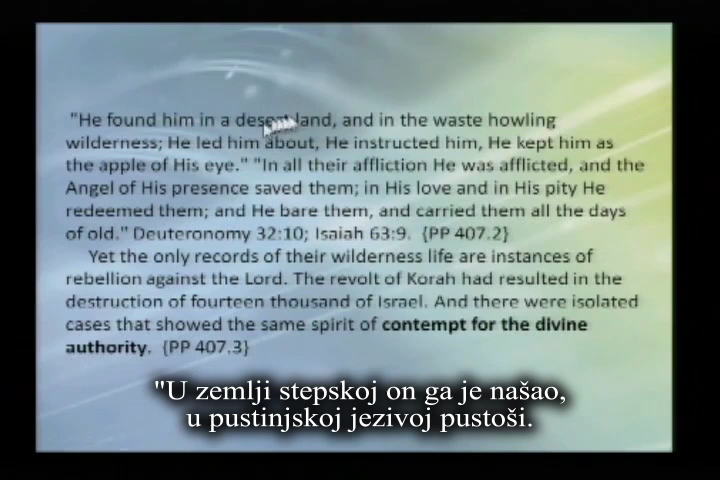 "He found him in a desert land, and in the waste howling
wilderness; He led him about, He instructed him, He kept him as
the apple of His eye." "In all their affliction He was afflicted, and the
Angel of His presence saved them; in His love and in His pity He
redeemed them; and He bare them, and carried them all the days
of old." Deuteronomy 32:10; Isaiah 63:9. {PP 407.2}
Yet the only records of their wilderness life are instances of
rebellion against the Lord. The revolt of Korah had resulted in the
destruction of fourteen thousand of Israel. And there were isolated
cases that showed the same spirit of contempt for the divine
authority. {PP 407.3}
"U zemlji stepskoj on ga je našao,
u pustinjskoj jezivoj pustoši.